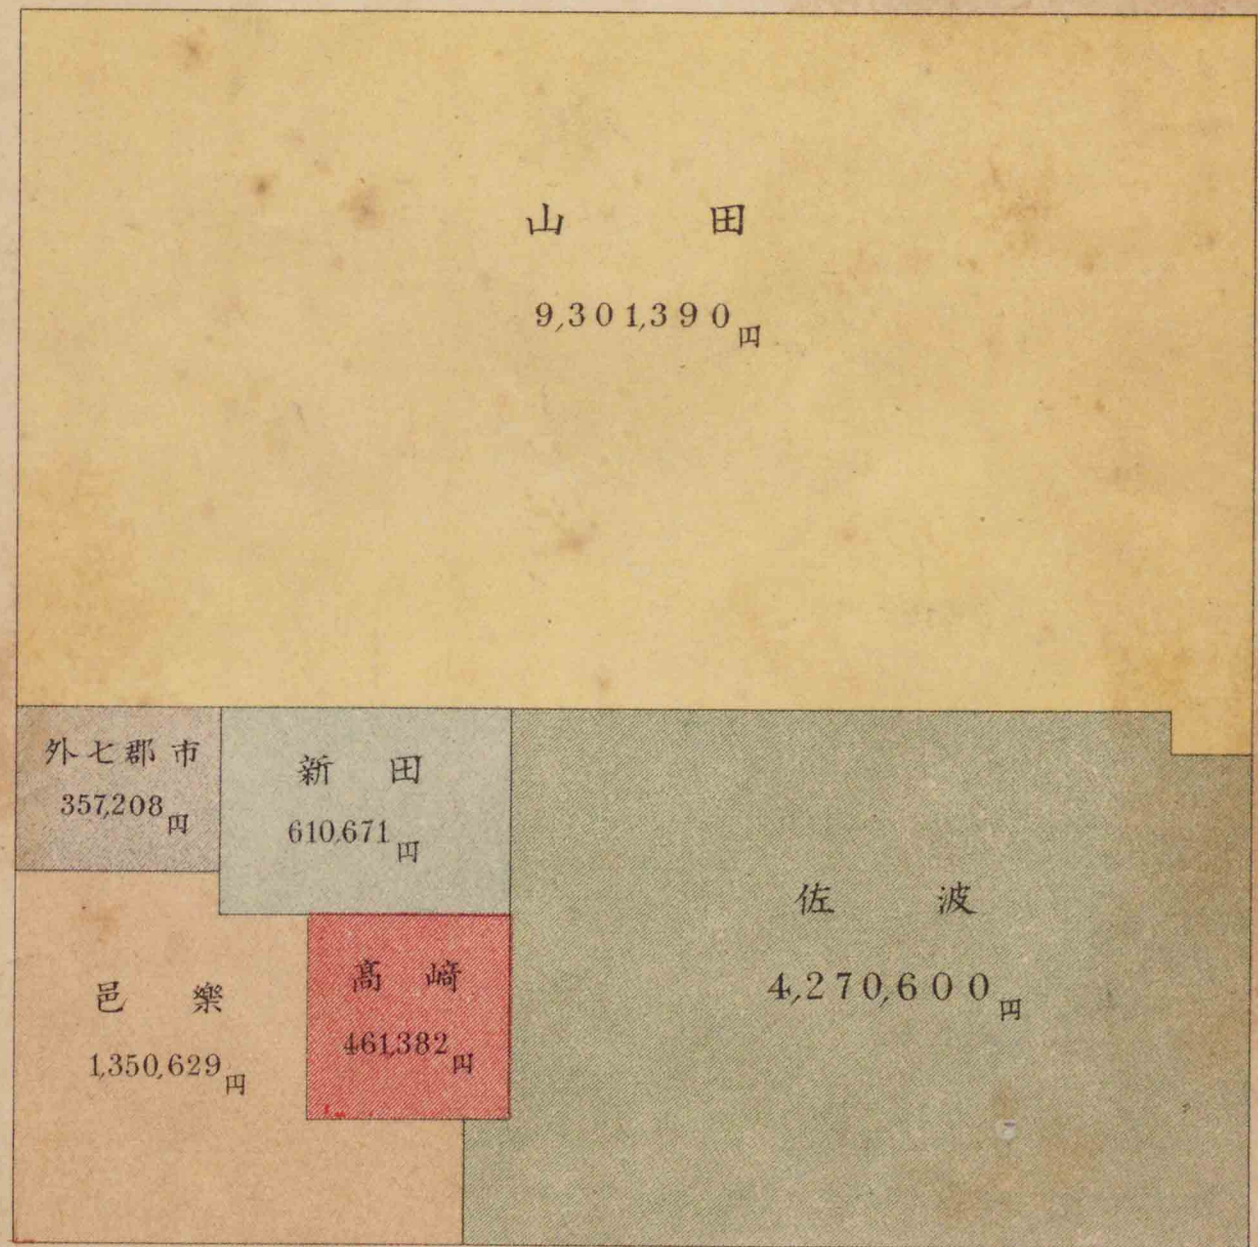 山田
9,301,390円
外七郡市
357,208円
新田
610,671円
佐波
4,270,600円
邑樂
1,350,629円
髙﨑
461,382円